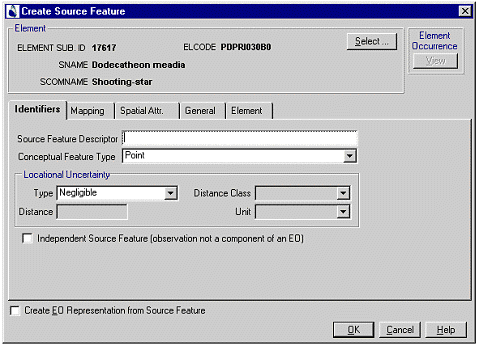 Create Source Feature
Element
ELEMENT SUB. ID 17617 ELCODE PDPRI030B0 Select ...
SNAME Dodecatheon meadia
SCOMNAME Shooting-star
Element Occurrence
View
Identifiers Mapping Spatial Attr. General Element
Source Feature Descriptor
Conceptual Feature Type Point
Locational Uncertainty
Type Negligible Distance Class
Distance Unit
Independent Source Feature (observation not a component of an EO)
Create EO Representation from Source Feature
OK Cancel Help